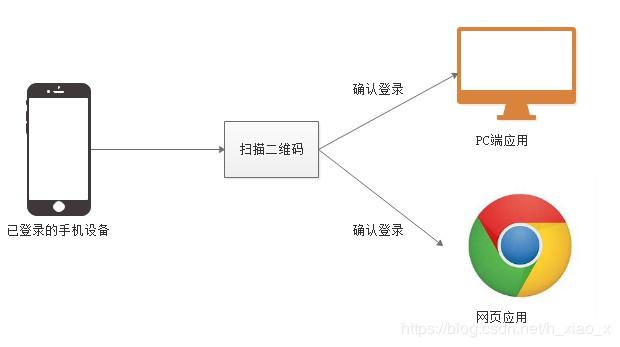 确认登录
扫描二维码
PC端应用
已登录的手机设备
确认登录
网页应用
https://blog.csdn.net/h_xiao_x